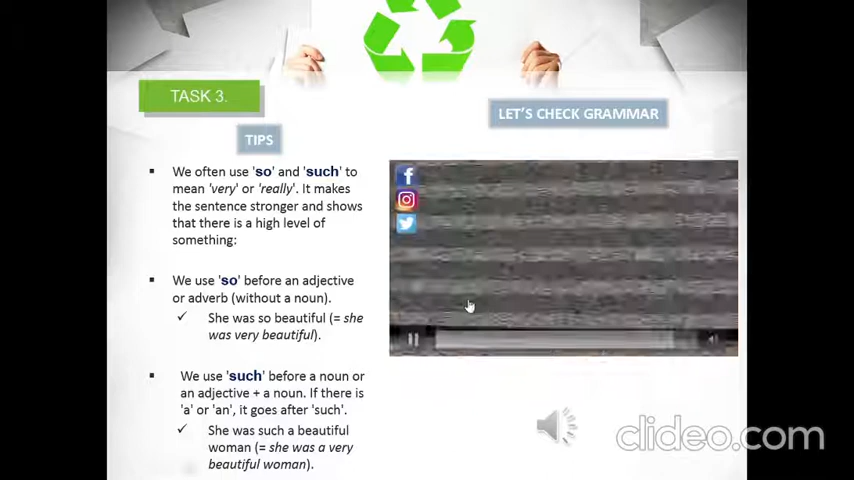 TASK 3.
LET'S CHECK GRAMMAR
TIPS
We often use 'so' and 'such' to
mean 'very' or 'really'. It makes
the sentence stronger and shows
that there is a high level of
something:
We use 'so' before an adjective
or adverb (without a noun).
She was so beautiful (= she
was very beautiful).
We use 'such' before a noun or
an adjective + a noun. If there is
'a' or 'an', it goes after 'such'.
She was such a beautiful
woman (= she was a very
beautiful woman).
clideo.com